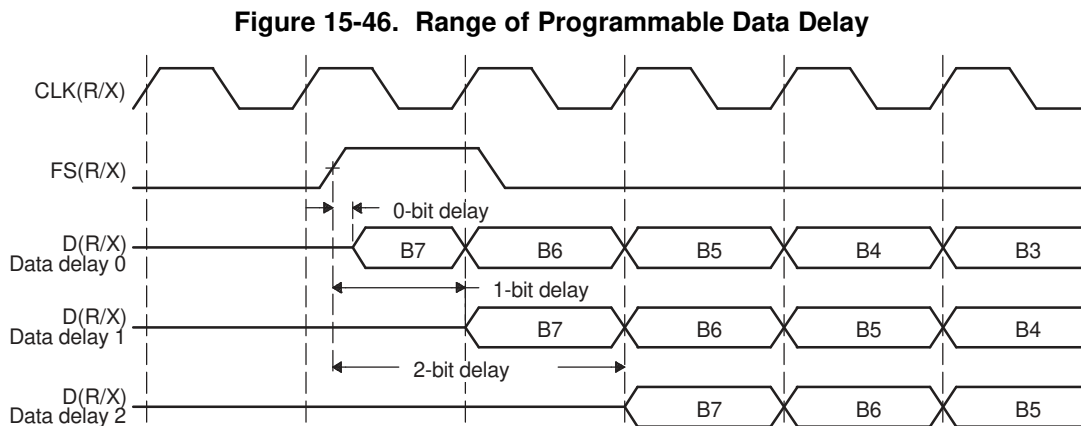 Figure 15-46. Range of Programmable Data Delay
CLK(R/X)
FS(R/X)
0-bit delay
D(R/X)
Data delay 0
B7 B6 B5 B4 B3
1-bit delay
D(R/X)
Data delay 1
B7 B6 B5 B4
2-bit delay
D(R/X)
Data delay 2
B7 B6 B5